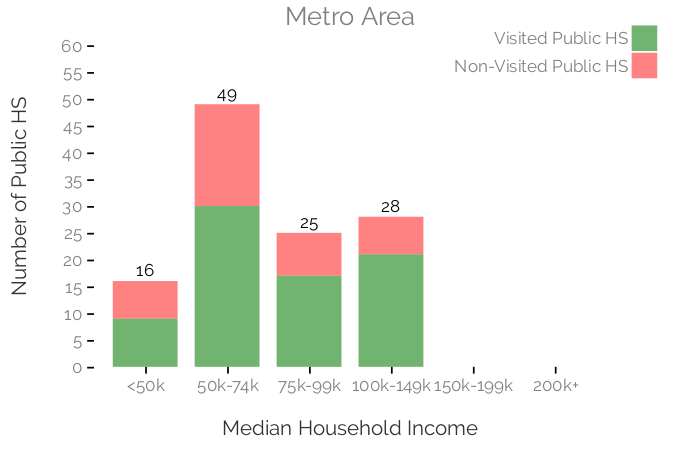 Metro Area
Visited Public HS
Non-Visited Public HS
Number of Public HS
60
55
50
45
40
35
30
25
20
15
10
5
0
16
49
25
28
<50k
50k-74k
75k-99k
100k-149k
150k-199k
200k+
Median Household Income